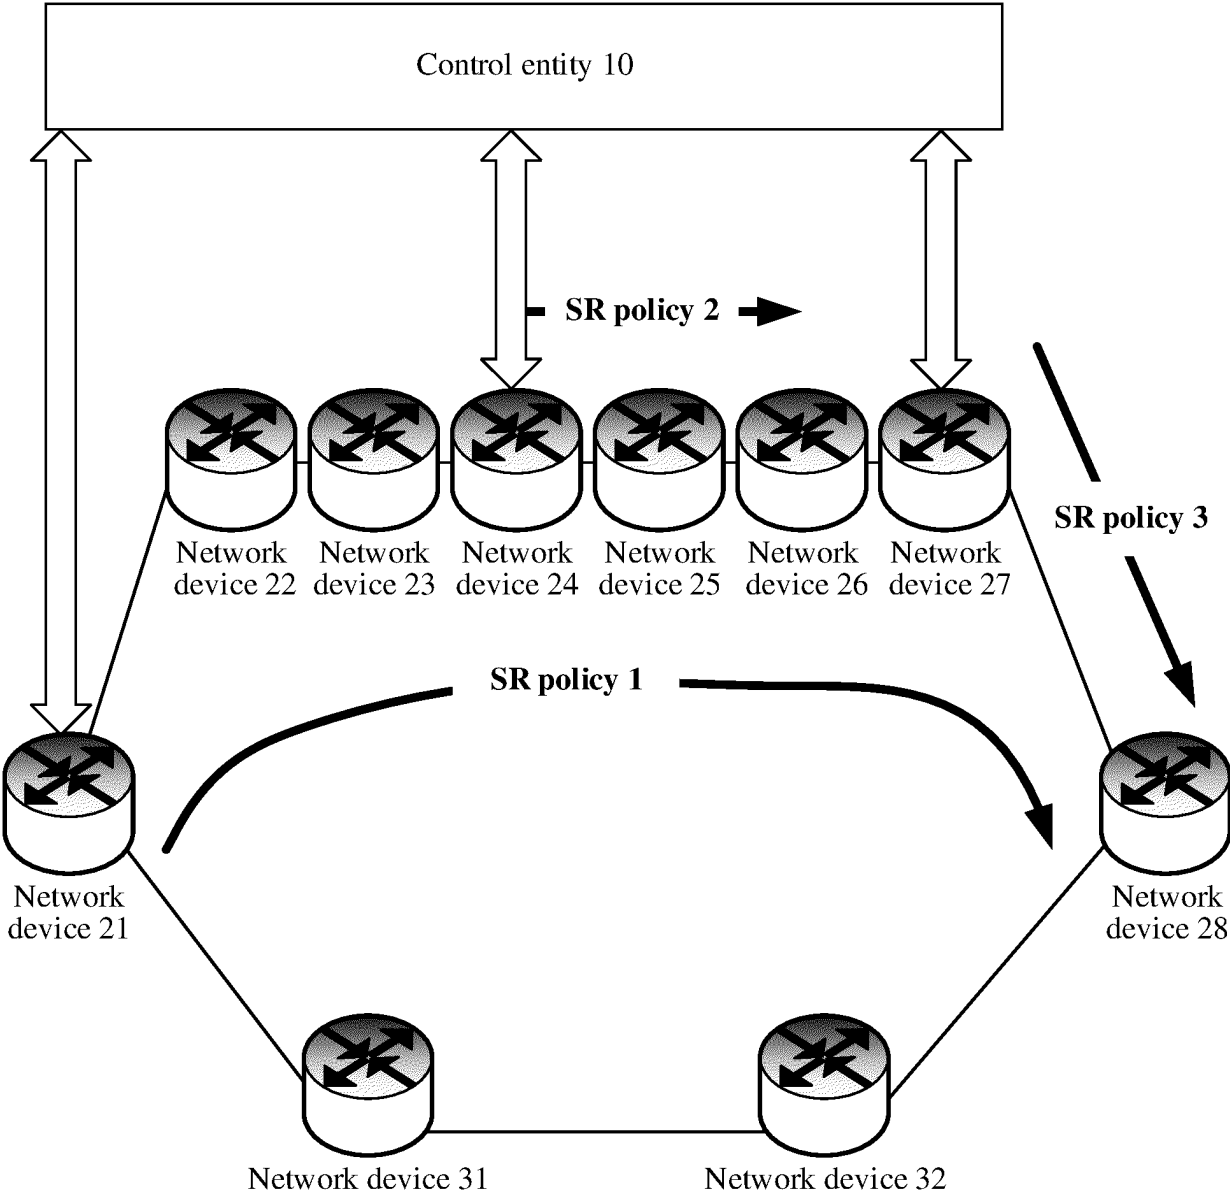 Control entity 10
SR policy 2
SR policy 3
Network device 22
Network device 23
Network device 24
Network device 25
Network device 26
Network device 27
SR policy 1
Network device 21
Network device 28
Network device 31
Network device 32